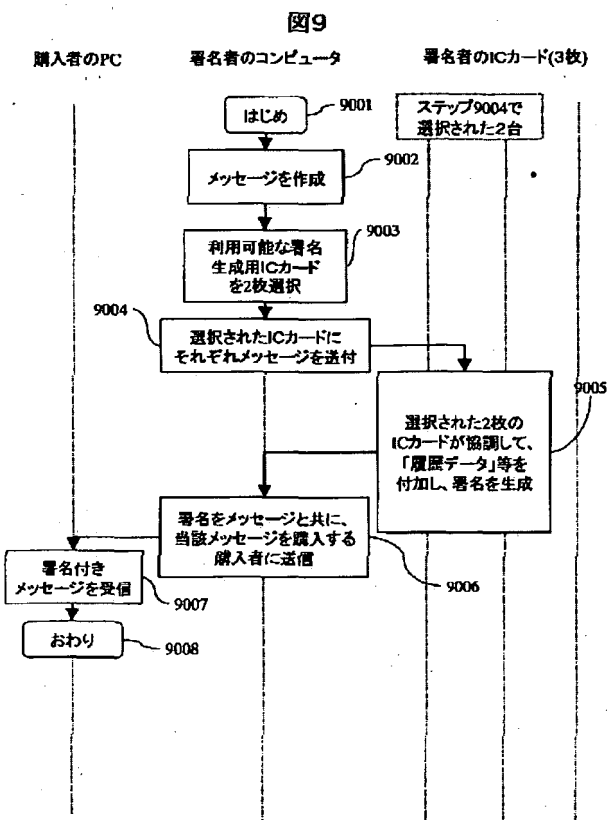 図9
購入者のPC
署名者のコンピュータ
署名者のICカード(3枚)
はじめ
9001
ステップ9004で
選択された2台
メッセージを作成
9002
利用可能な署名
生成用ICカード
を2枚選択
9003
9004
選択されたICカードに
それぞれメッセージを送付
選択された2枚の
ICカードが協調して、
「履歴データ」等を
付加し、署名を生成
9005
署名をメッセージと共に、
当該メッセージを購入する
購入者に送信
9006
署名付き
メッセージを受信
9007
おわり
9008